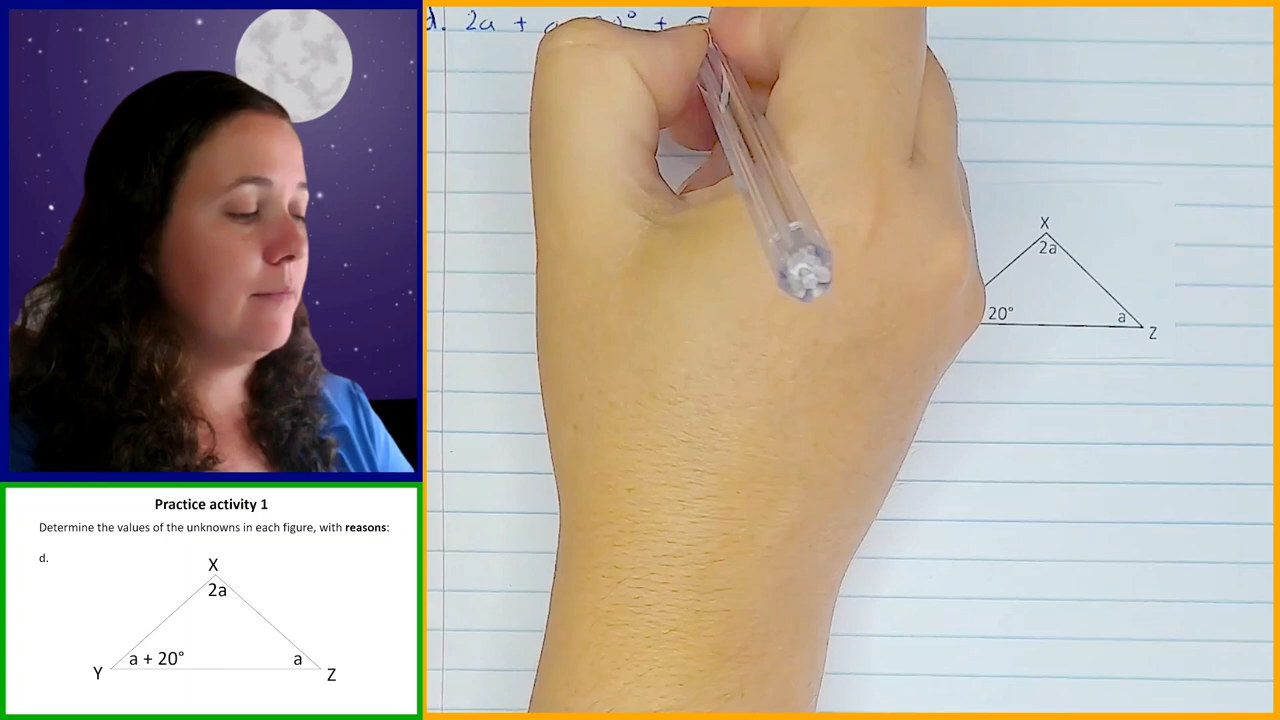 Practice activity 1
Determine the values of the unknowns in each figure, with reasons:
d.
X
2a
a + 20°
a
Y
Z
d. 2a +
X
2a
20°
a
Z